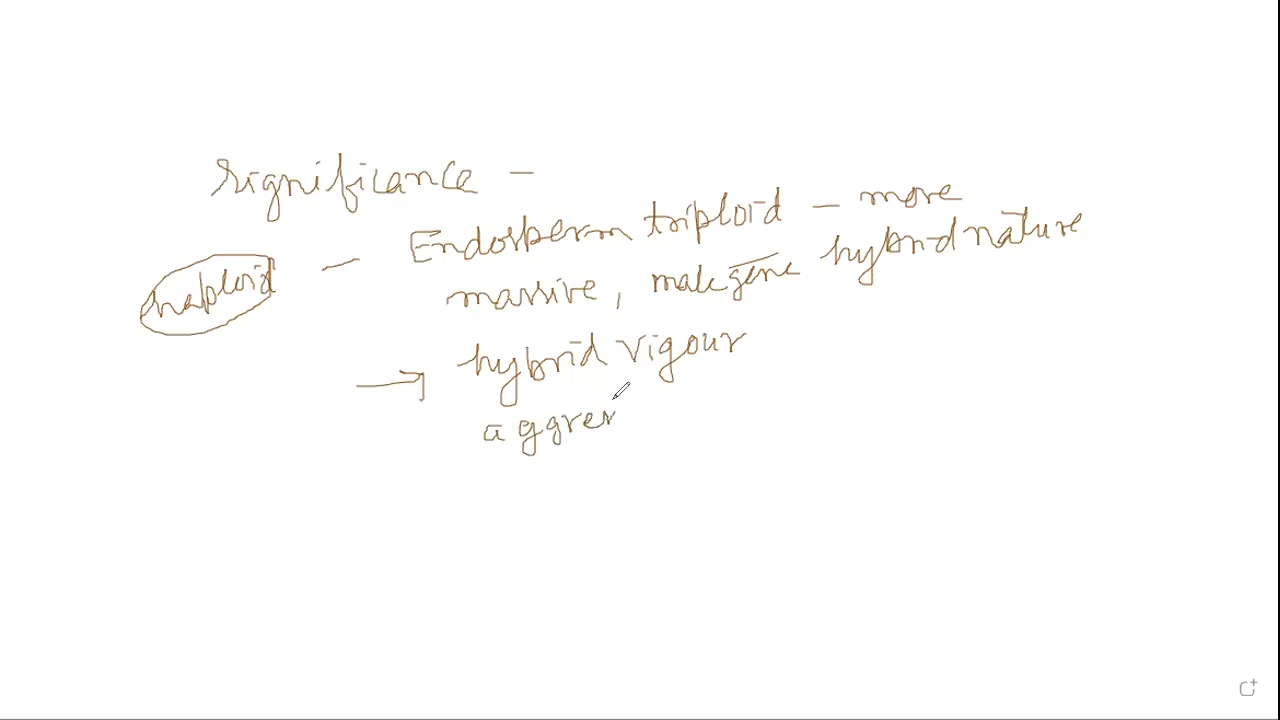 significance -
Endosperm triploid - more
haploid - massive, male gene hybrid nature
→ hybrid vigour
aggres